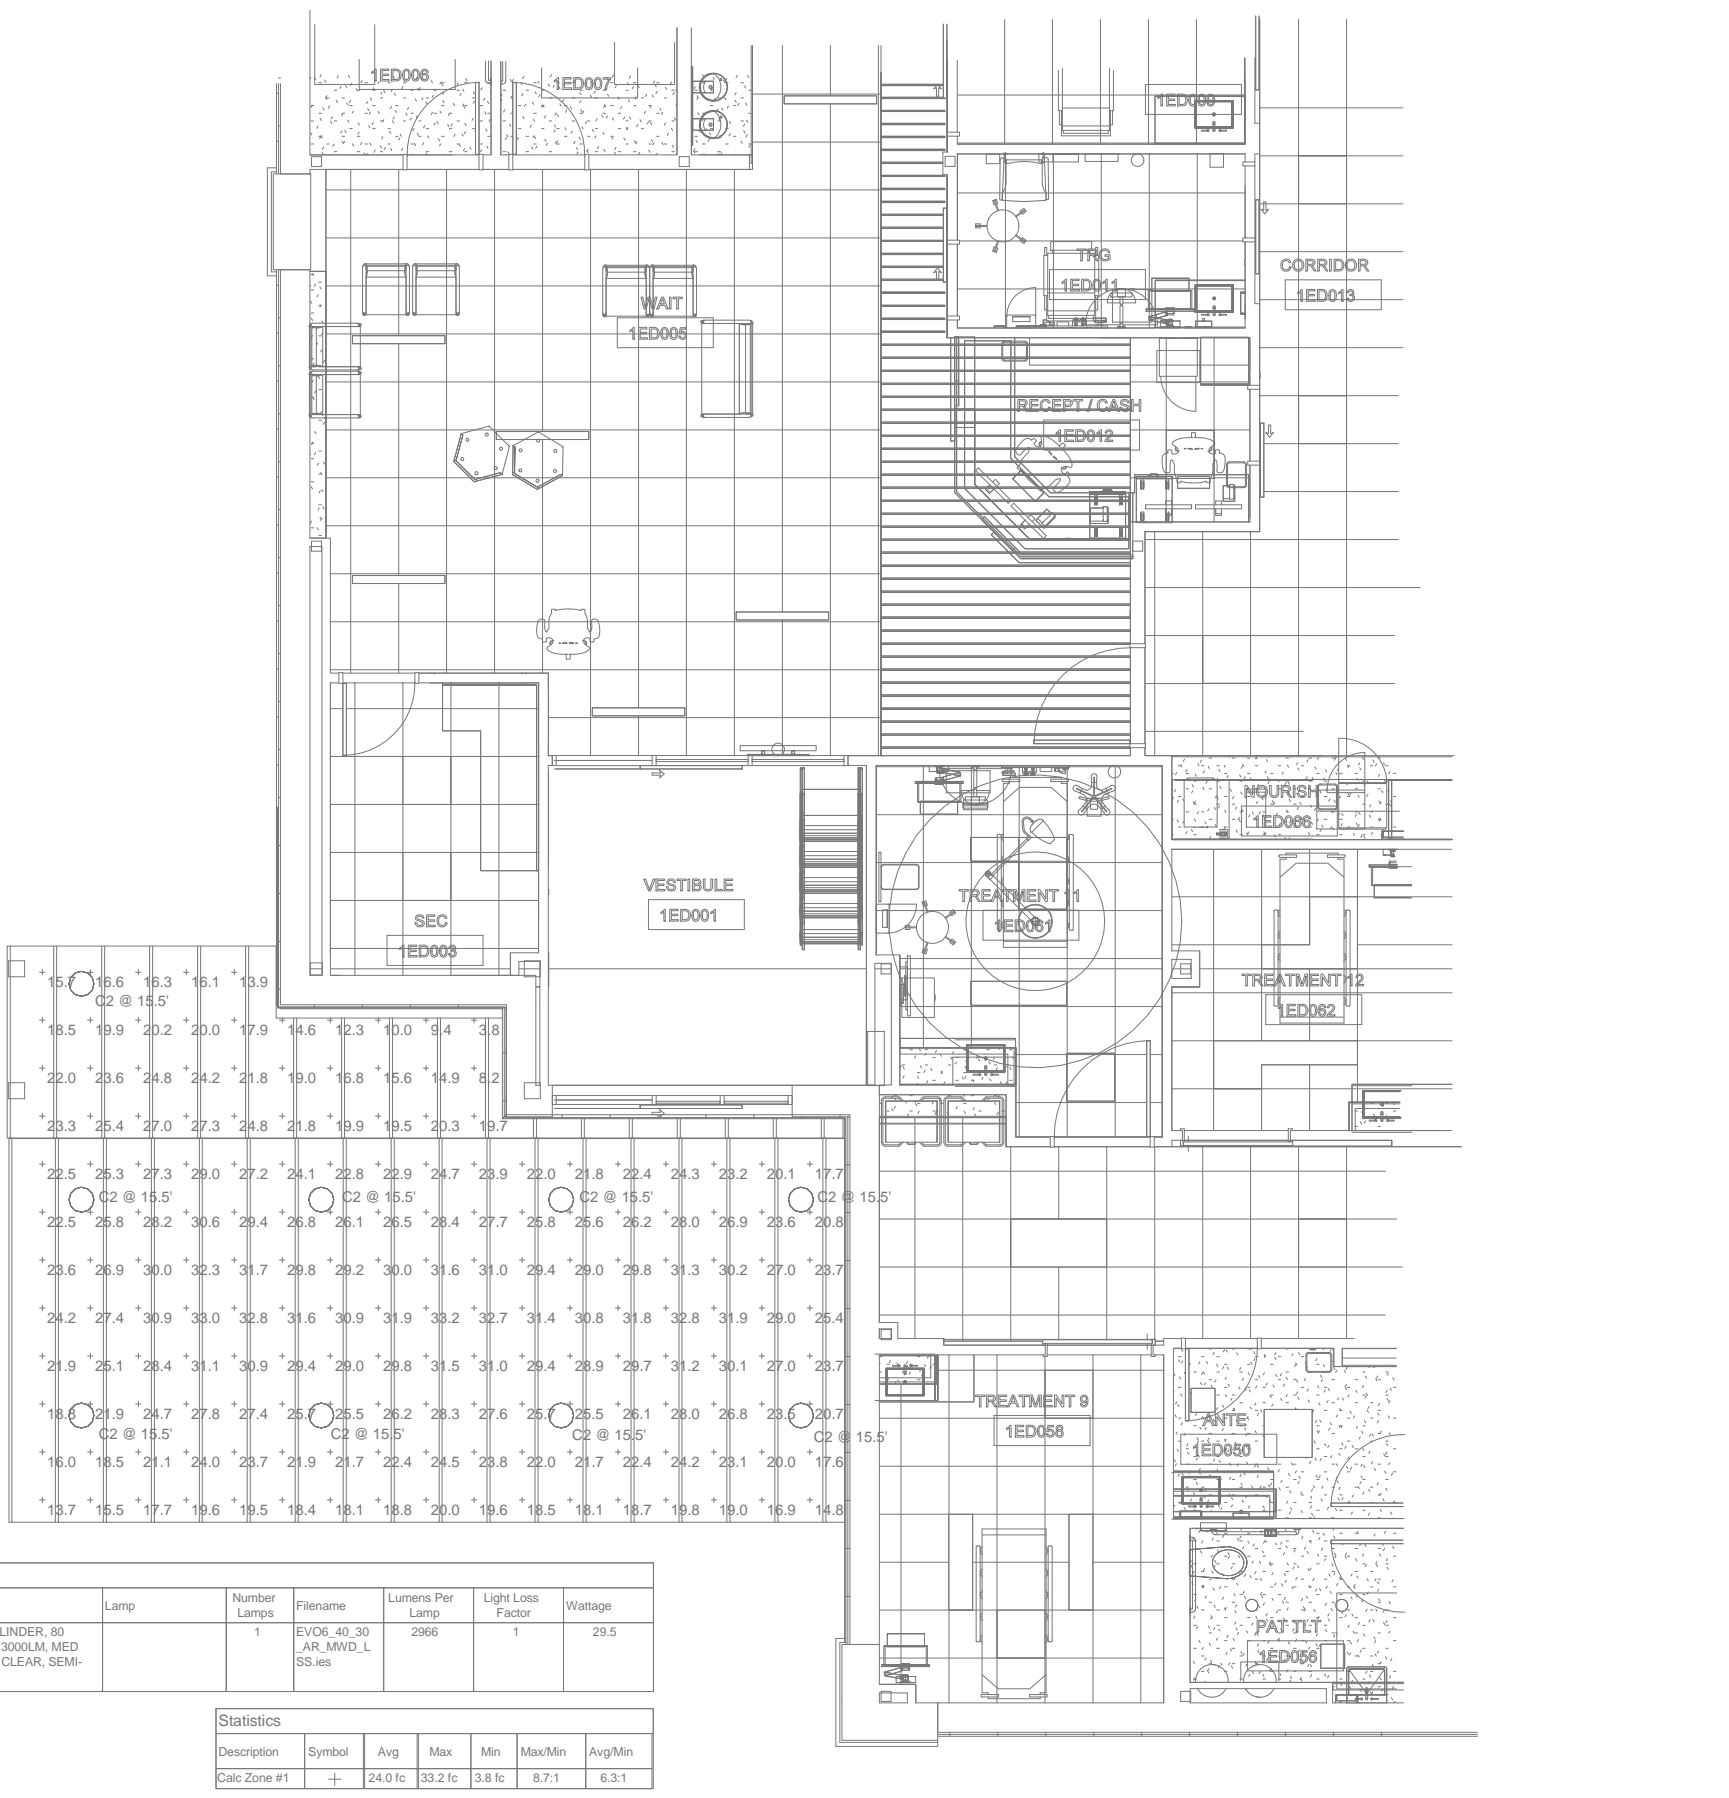 1ED006
1ED007
1ED009
TRG
1ED011
CORRIDOR
1ED013
WAIT
1ED005
RECEPT / CASH
1ED012
NOURISH
1ED066
VESTIBULE
1ED001
TREATMENT 11
1ED061
SEC
1ED003
TREATMENT 12
1ED062
15.7 16.6 16.3 16.1 13.9
C2 @ 15.5'
18.5 19.9 20.2 20.0 17.9 14.6 12.3 10.0 9.4 3.8
22.0 23.6 24.8 24.2 21.8 19.0 16.8 15.6 14.9 8.2
23.3 25.4 27.0 27.3 24.8 21.8 19.9 19.5 20.3 19.7
22.5 25.3 27.3 29.0 27.2 24.1 22.8 22.9 24.7 23.9 22.0 21.8 22.4 24.3 23.2 20.1 17.7
C2 @ 15.5' C2 @ 15.5' C2 @ 15.5' C2 @ 15.5'
22.5 25.8 28.2 30.6 29.4 26.8 26.1 26.5 28.4 27.7 25.8 25.6 26.2 28.0 26.9 23.6 20.8
23.6 26.9 30.0 32.3 31.7 29.8 29.2 30.0 31.6 31.0 29.4 29.0 29.8 31.3 30.2 27.0 23.7
24.2 27.4 30.9 33.0 32.8 31.6 30.9 31.9 33.2 32.7 31.4 30.8 31.8 32.8 31.9 29.0 25.4
21.9 25.1 28.4 31.1 30.9 29.4 29.0 29.8 31.5 31.0 29.4 28.9 29.7 31.2 30.1 27.0 23.7
18.8 21.9 24.7 27.8 27.4 25.7 25.5 26.2 28.3 27.6 25.7 25.5 26.1 28.0 26.8 23.5 20.7
C2 @ 15.5' C2 @ 15.5' C2 @ 15.5' C2 @ 15.5'
16.0 18.5 21.1 24.0 23.7 21.9 21.7 22.4 24.5 23.8 22.0 21.7 22.4 24.2 23.1 20.0 17.6
13.7 15.5 17.7 19.6 19.5 18.4 18.1 18.8 20.0 19.6 18.5 18.1 18.7 19.8 19.0 16.9 14.8
TREATMENT 9
1ED058
ANTE
1ED050
PAT TLT
1ED056
Lamp Number Lamps Filename Lumens Per Lamp Light Loss Factor Wattage
LINDER, 80 1 EVO6_40_30 2966 1 29.5
3000LM, MED _AR_MWD_L
CLEAR, SEMI- SS.ies
Statistics
Description Symbol Avg Max Min Max/Min Avg/Min
Calc Zone #1 + 24.0 fc 33.2 fc 3.8 fc 8.7:1 6.3:1